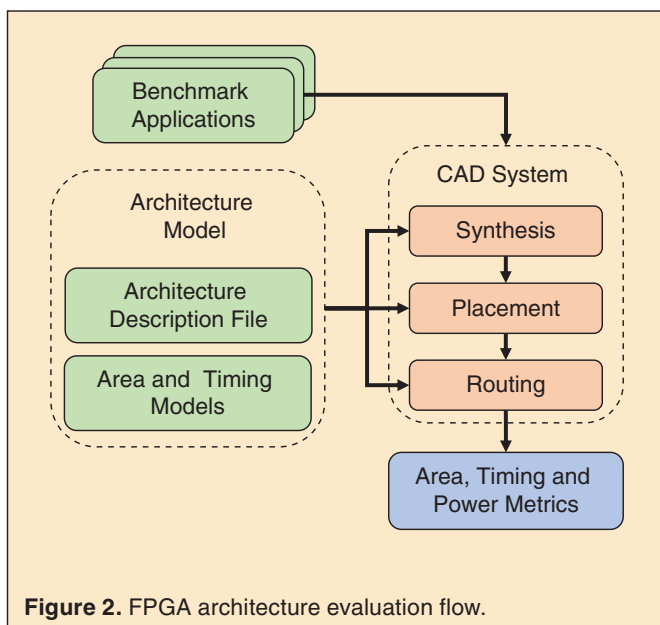 Benchmark
Applications
Architecture
Model
Architecture
Description File
Area and Timing
Models
CAD System
Synthesis
Placement
Routing
Area, Timing and
Power Metrics
Figure 2. FPGA architecture evaluation flow.